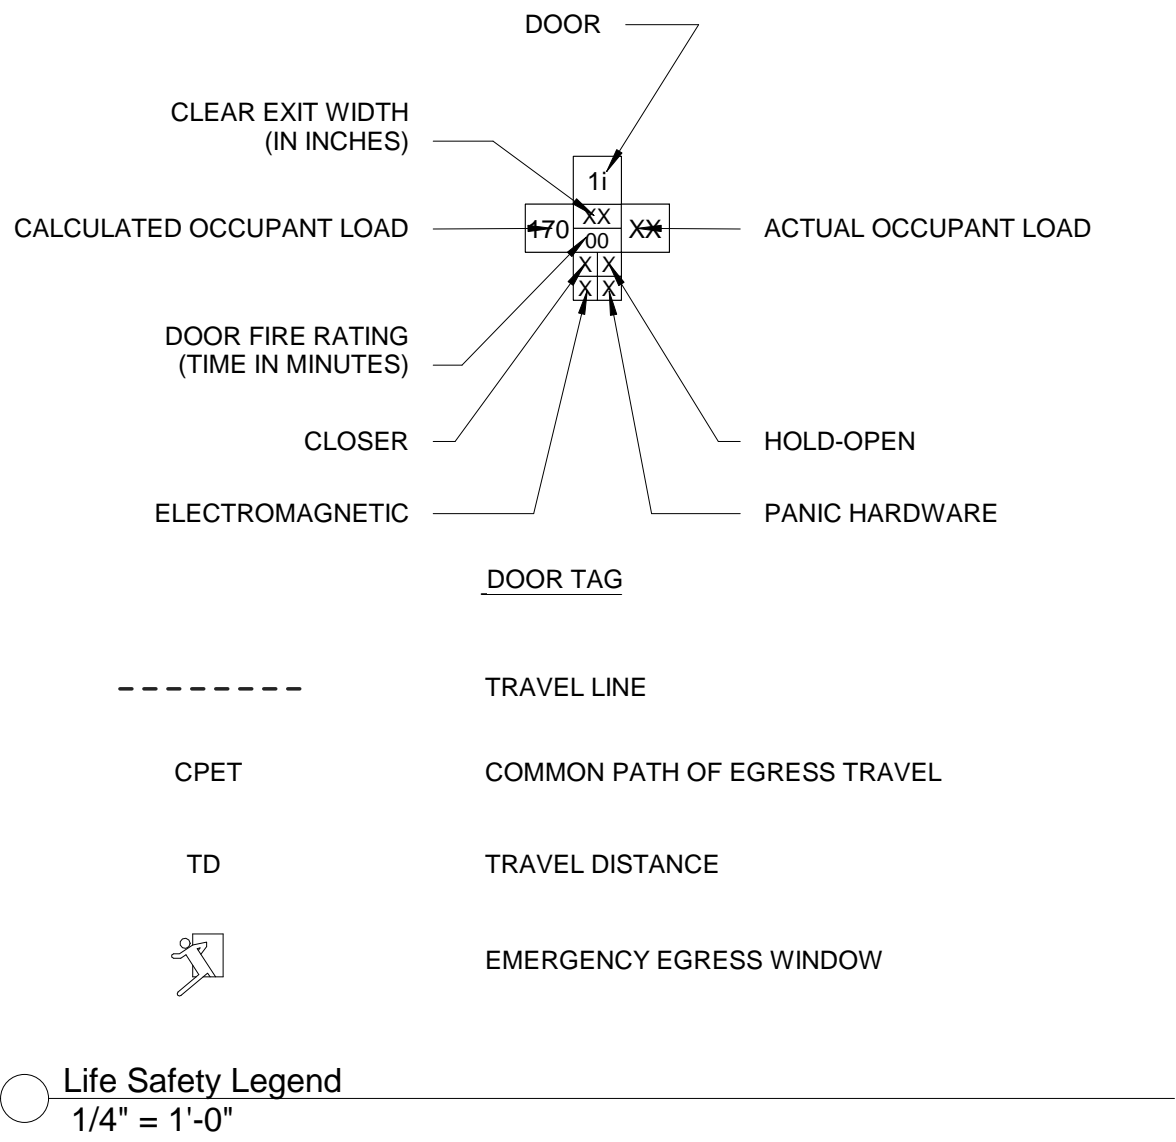 DOOR
CLEAR EXIT WIDTH
(IN INCHES)
1i
XX
CALCULATED OCCUPANT LOAD
170
XX
ACTUAL OCCUPANT LOAD
00
X X
X X
DOOR FIRE RATING
(TIME IN MINUTES)
CLOSER
HOLD-OPEN
ELECTROMAGNETIC
PANIC HARDWARE
DOOR TAG
TRAVEL LINE
CPET
COMMON PATH OF EGRESS TRAVEL
TD
TRAVEL DISTANCE
EMERGENCY EGRESS WINDOW
Life Safety Legend
1/4" = 1'-0"